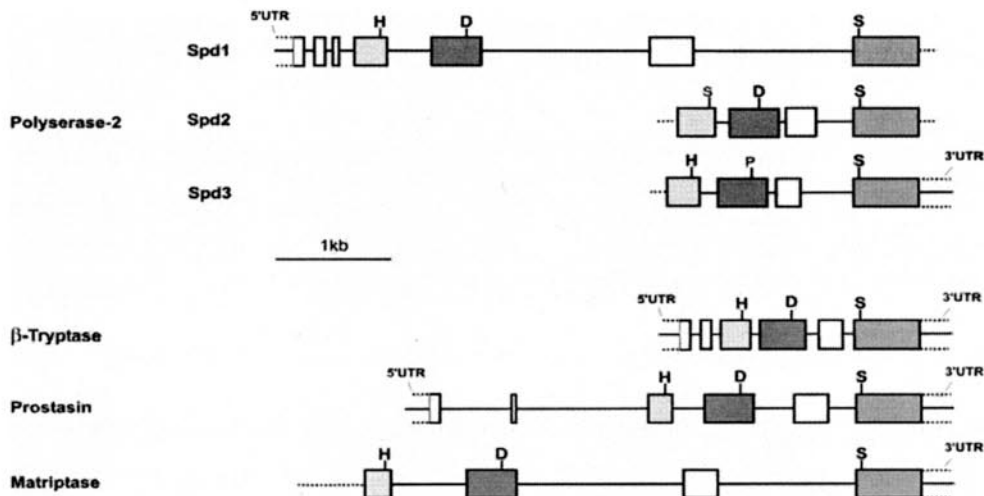 5'UTR
H D S
Spd1
S D S
Polyserase-2 Spd2
H P S 3'UTR
Spd3
1kb
5'UTR H D S 3'UTR
β-Tryptase
5'UTR H D S 3'UTR
Prostasin
H D S 3'UTR
Matriptase